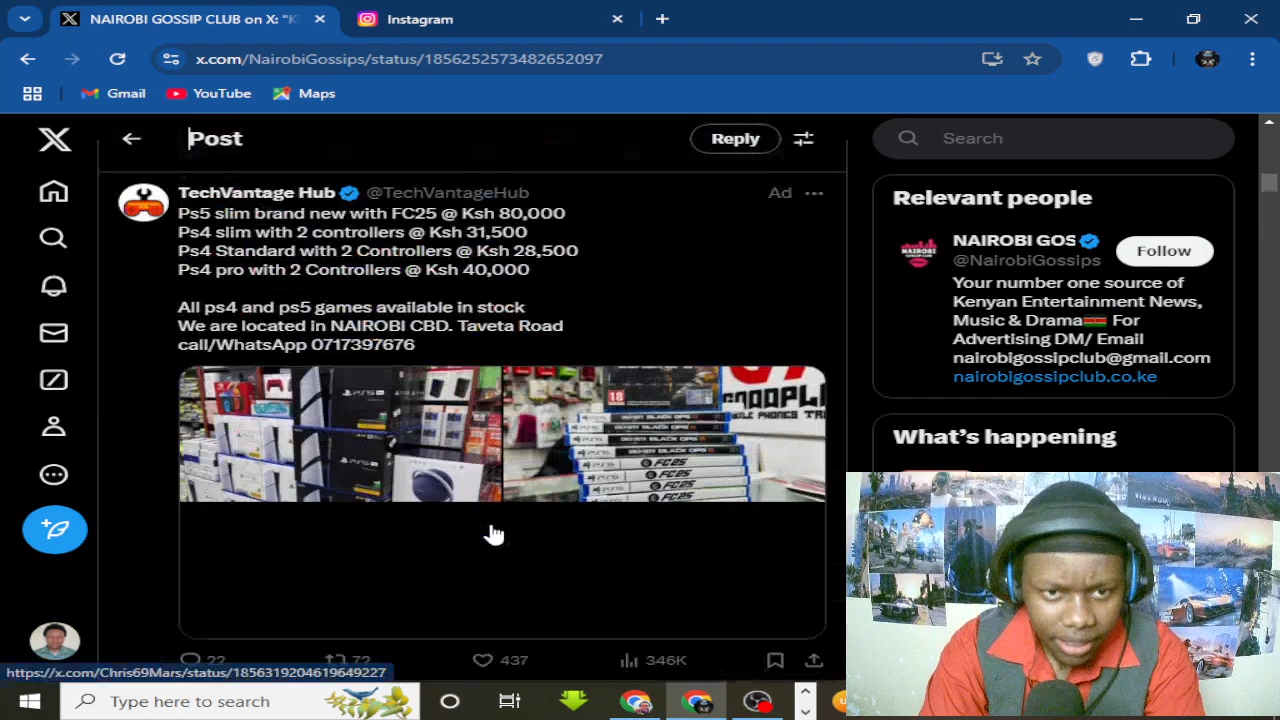 NAIROBI GOSSIP CLUB on X: "K
Instagram
x.com/NairobiGossips/status/1856252573482652097
Gmail
YouTube
Maps
Post
Reply
Search
TechVantage Hub @TechVantageHub
Ad
Ps5 slim brand new with FC25 @ Ksh 80,000
Ps4 slim with 2 controllers @ Ksh 31,500
Ps4 Standard with 2 Controllers @ Ksh 28,500
Ps4 pro with 2 Controllers @ Ksh 40,000
All ps4 and ps5 games available in stock
We are located in NAIROBI CBD. Taveta Road
call/WhatsApp 0717397676
18
FC25
FC25
FC25
22
72
437
346K
Relevant people
NAIROBI GOS
@NairobiGossips
Follow
Your number one source of
Kenyan Entertainment News,
Music & Drama🇰🇪 For
Advertising DM/ Email
nairobigossipclub@gmail.com
nairobigossipclub.co.ke
What's happening
https://x.com/Chris69Mars/status/1856319204619649227
Type here to search